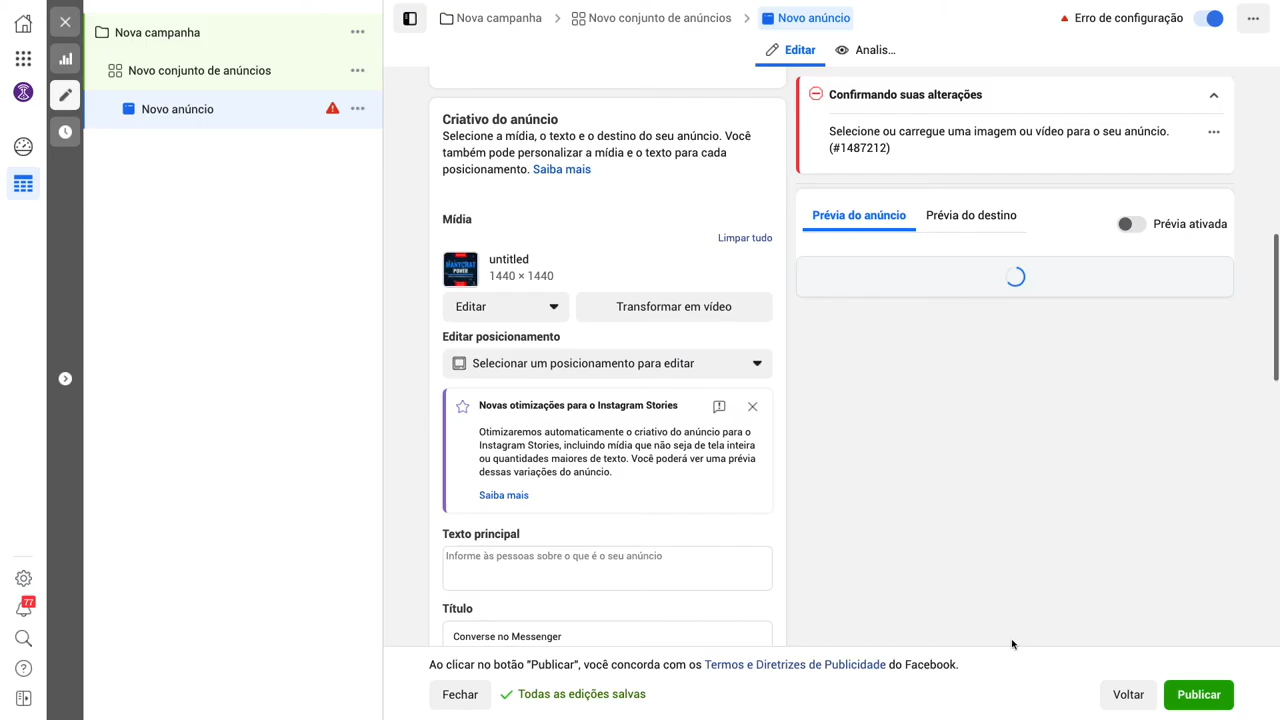 Nova campanha
Novo conjunto de anúncios
Novo anúncio
77
Nova campanha
Novo conjunto de anúncios
Novo anúncio
Erro de configuração
Editar
Analis...
Criativo do anúncio
Selecione a mídia, o texto e o destino do seu anúncio. Você
também pode personalizar a mídia e o texto para cada
posicionamento. Saiba mais
Mídia
Limpar tudo
MANYCHAT
POWER
untitled
1440 × 1440
Editar
Transformar em vídeo
Editar posicionamento
Selecionar um posicionamento para editar
Novas otimizações para o Instagram Stories
Otimizaremos automaticamente o criativo do anúncio para o
Instagram Stories, incluindo mídia que não seja de tela inteira
ou quantidades maiores de texto. Você poderá ver uma prévia
dessas variações do anúncio.
Saiba mais
Texto principal
Informe às pessoas sobre o que é o seu anúncio
Título
Converse no Messenger
Confirmando suas alterações
Selecione ou carregue uma imagem ou vídeo para o seu anúncio.
(#1487212)
Prévia do anúncio
Prévia do destino
Prévia ativada
Ao clicar no botão "Publicar", você concorda com os Termos e Diretrizes de Publicidade do Facebook.
Fechar
Todas as edições salvas
Voltar
Publicar